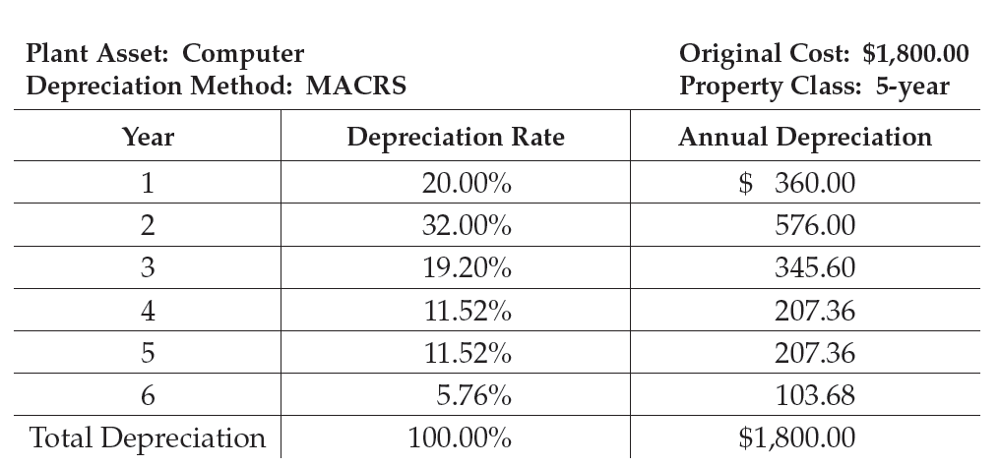 Plant Asset: Computer Original Cost: $1,800.00
Depreciation Method: MACRS Property Class: 5-year
Year Depreciation Rate Annual Depreciation
1 20.00% $ 360.00
2 32.00% 576.00
3 19.20% 345.60
4 11.52% 207.36
5 11.52% 207.36
6 5.76% 103.68
Total Depreciation 100.00% $1,800.00